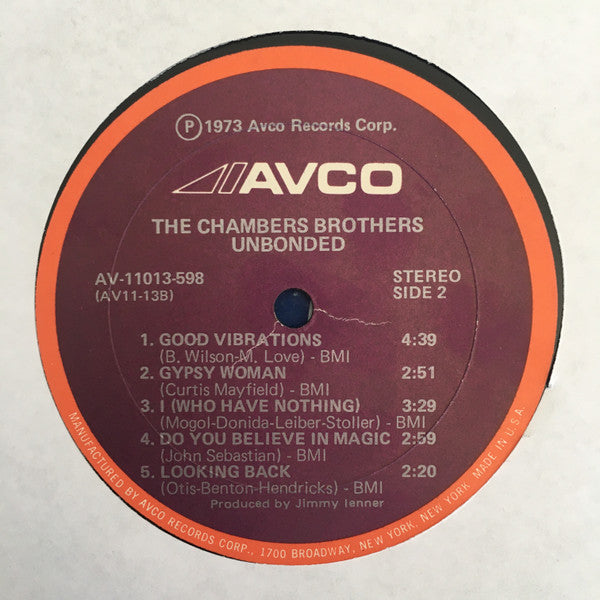 Ⓟ 1973 Avco Records Corp.
AVCO
THE CHAMBERS BROTHERS
UNBONDED
AV-11013-598
(AV11-13B)
STEREO
SIDE 2
1. GOOD VIBRATIONS 4:39
(B. Wilson-M. Love) - BMI
2. GYPSY WOMAN 2:51
(Curtis Mayfield) - BMI
3. I (WHO HAVE NOTHING) 3:29
(Mogol-Donida-Leiber-Stoller) - BMI
4. DO YOU BELIEVE IN MAGIC 2:59
(John Sebastian) - BMI
5. LOOKING BACK 2:20
(Otis-Benton-Hendricks) - BMI
Produced by Jimmy Ienner
MANUFACTURED BY AVCO RECORDS CORP., 1700 BROADWAY, NEW YORK, NEW YORK MADE IN U.S.A.